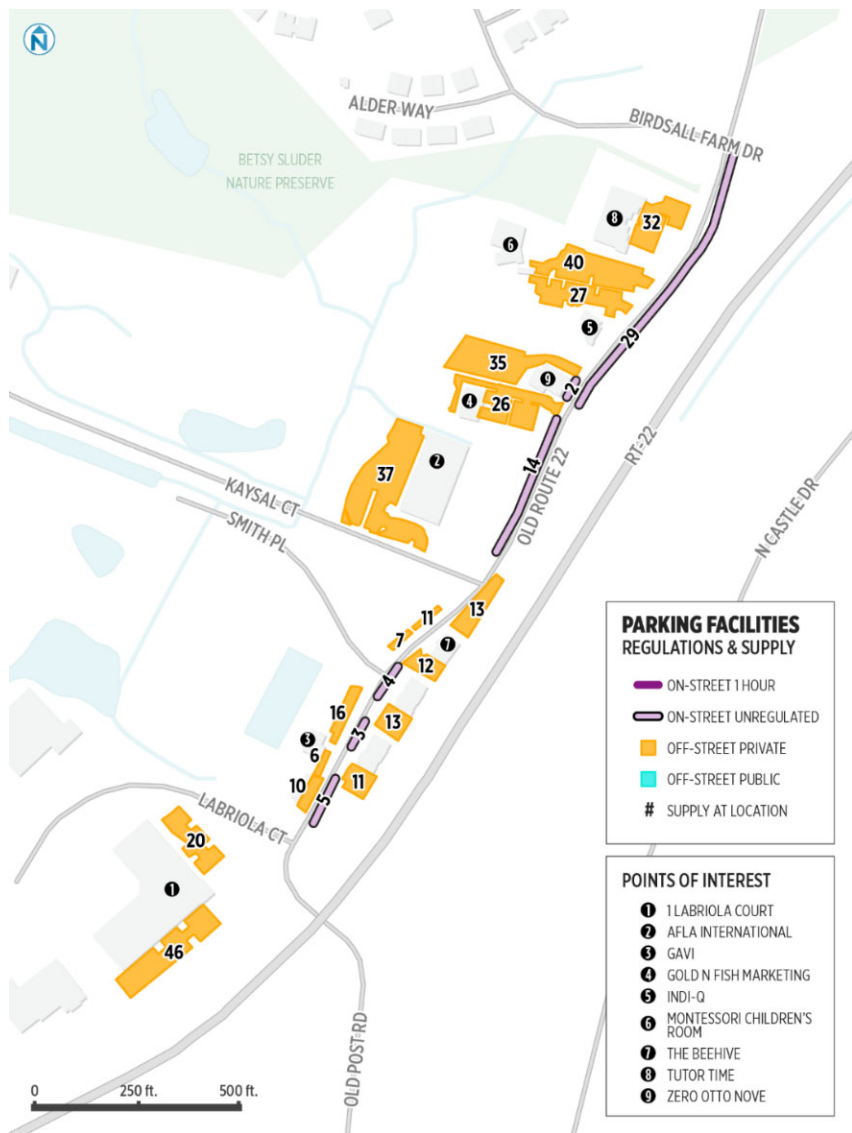 N
ALDER WAY
BIRDSALL FARM DR
BETSY SLUDER
NATURE PRESERVE
8
32
6
40
27
5
29
35
9
2
4
26
14
OLD ROUTE 22
RT-22
37
2
KAYSAL CT
SMITH PL
N CASTLE DR
13
11
7
7
12
4
16
13
3
3
6
10
11
5
LABRIOLA CT
20
1
46
OLD POST RD
PARKING FACILITIES
REGULATIONS & SUPPLY
ON-STREET 1 HOUR
ON-STREET UNREGULATED
OFF-STREET PRIVATE
OFF-STREET PUBLIC
# SUPPLY AT LOCATION
POINTS OF INTEREST
1 1 LABRIOLA COURT
2 AFLA INTERNATIONAL
3 GAVI
4 GOLD N FISH MARKETING
5 INDI-Q
6 MONTESSORI CHILDREN'S
ROOM
7 THE BEEHIVE
8 TUTOR TIME
9 ZERO OTTO NOVE
0 250 ft. 500 ft.